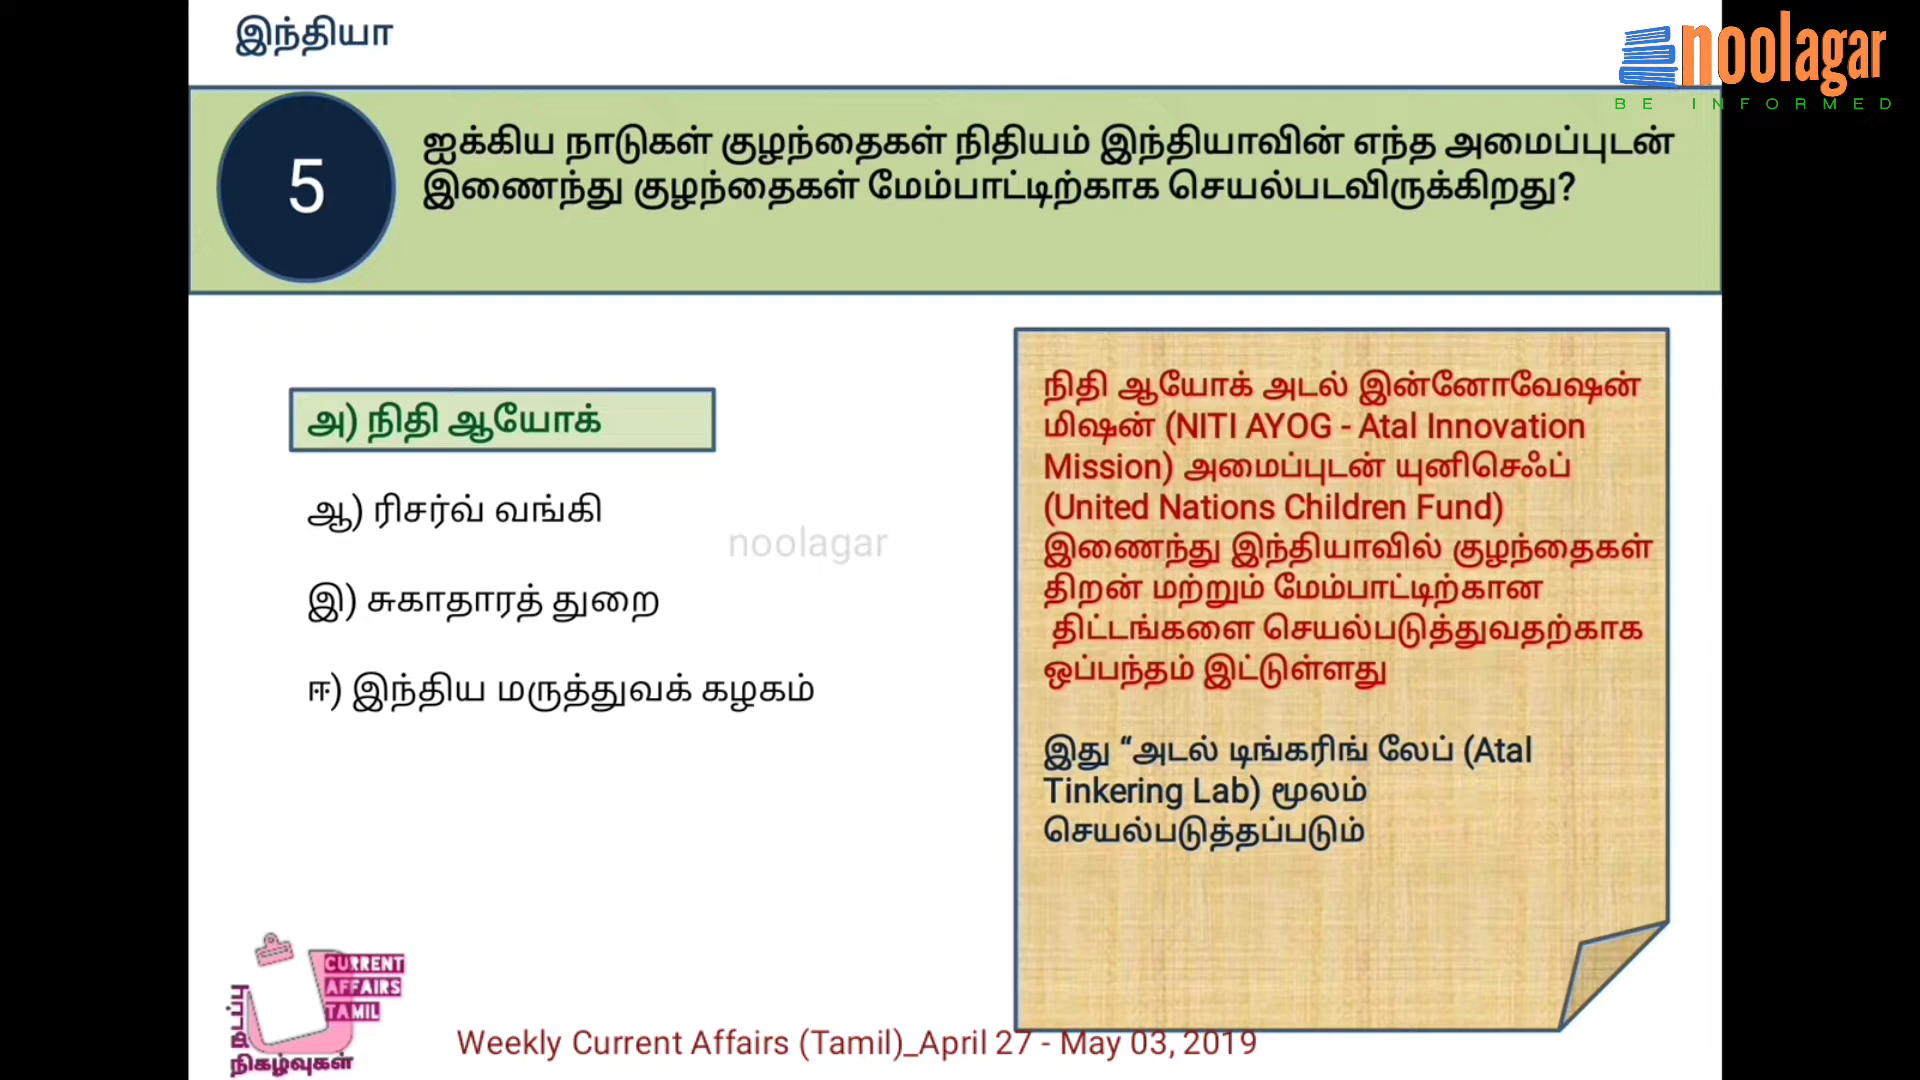 இந்தியா
noolagar
BE INFORMED
5
ஐக்கிய நாடுகள் குழந்தைகள் நிதியம் இந்தியாவின் எந்த அமைப்புடன்
இணைந்து குழந்தைகள் மேம்பாட்டிற்காக செயல்படவிருக்கிறது?
அ) நிதி ஆயோக்
ஆ) ரிசர்வ் வங்கி
இ) சுகாதாரத் துறை
ஈ) இந்திய மருத்துவக் கழகம்
noolagar
நிதி ஆயோக் அடல் இன்னோவேஷன்
மிஷன் (NITI AYOG - Atal Innovation
Mission) அமைப்புடன் யுனிசெஃப்
(United Nations Children Fund)
இணைந்து இந்தியாவில் குழந்தைகள்
திறன் மற்றும் மேம்பாட்டிற்கான
திட்டங்களை செயல்படுத்துவதற்காக
ஒப்பந்தம் இட்டுள்ளது
இது “அடல் டிங்கரிங் லேப் (Atal
Tinkering Lab) மூலம்
செயல்படுத்தப்படும்
CURRENT
AFFAIRS
TAMIL
நடப்பு
நிகழ்வுகள்
Weekly Current Affairs (Tamil)_April 27 - May 03, 2019